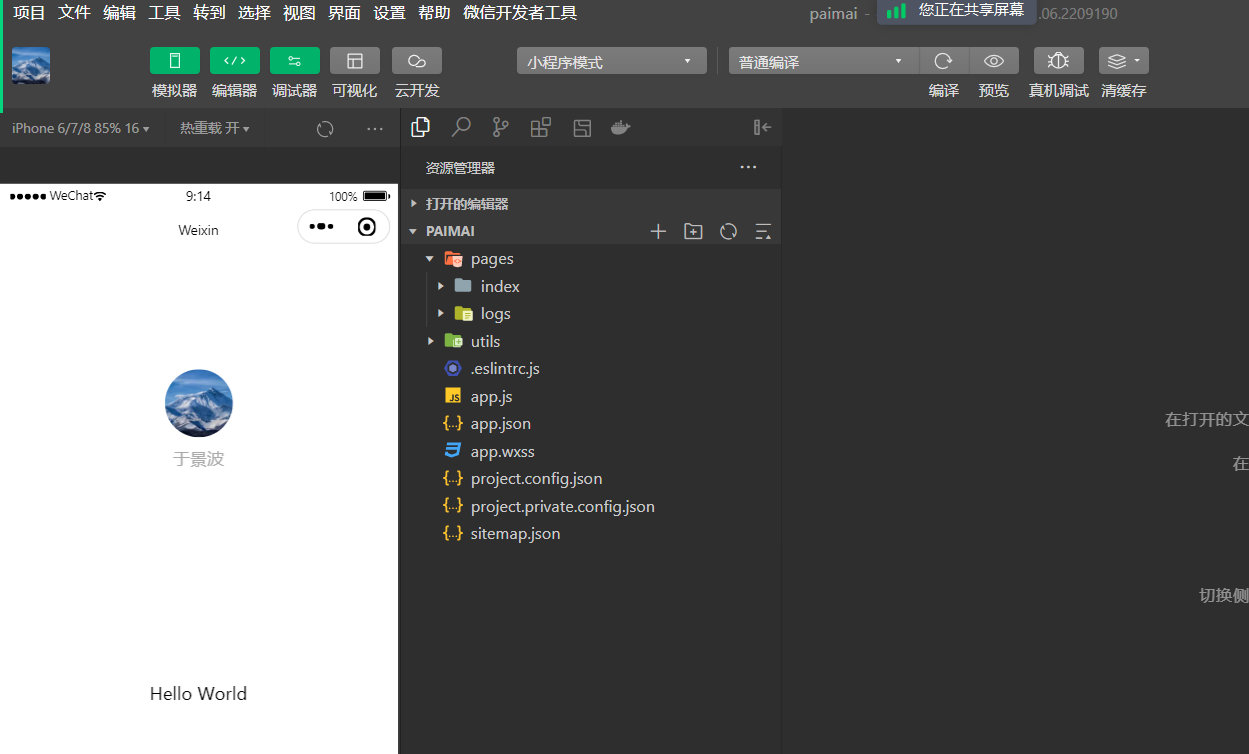 项目 文件 编辑 工具 转到 选择 视图 界面 设置 帮助 微信开发者工具
paimai - 您正在共享屏幕 .06.2209190
小程序模式 普通编译
模拟器 编辑器 调试器 可视化 云开发 编译 预览 真机调试 清缓存
iPhone 6/7/8 85% 16 热重载 开
资源管理器
WeChat 9:14 100%
打开的编辑器
Weixin
PAIMAI
pages
index
logs
utils
.eslintrc.js
JS app.js
{..} app.json
app.wxss
{..} project.config.json
{..} project.private.config.json
{..} sitemap.json
于景波
在打开的文
在
切换侧
Hello World